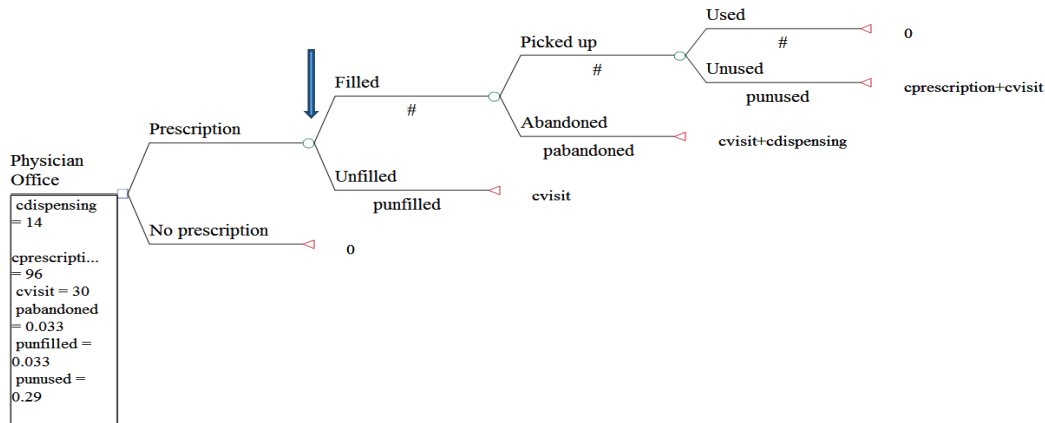 Used
0
#
Picked up
#
Unused
punused
cprescription+cvisit
Filled
#
Abandoned
pabandoned
cvisit+cdispensing
Prescription
Unfilled
punfilled
cvisit
Physician
Office
No prescription
0
cdispensing
= 14
cprescripti...
= 96
cvisit = 30
pabandoned
= 0.033
punfilled =
0.033
punused =
0.29